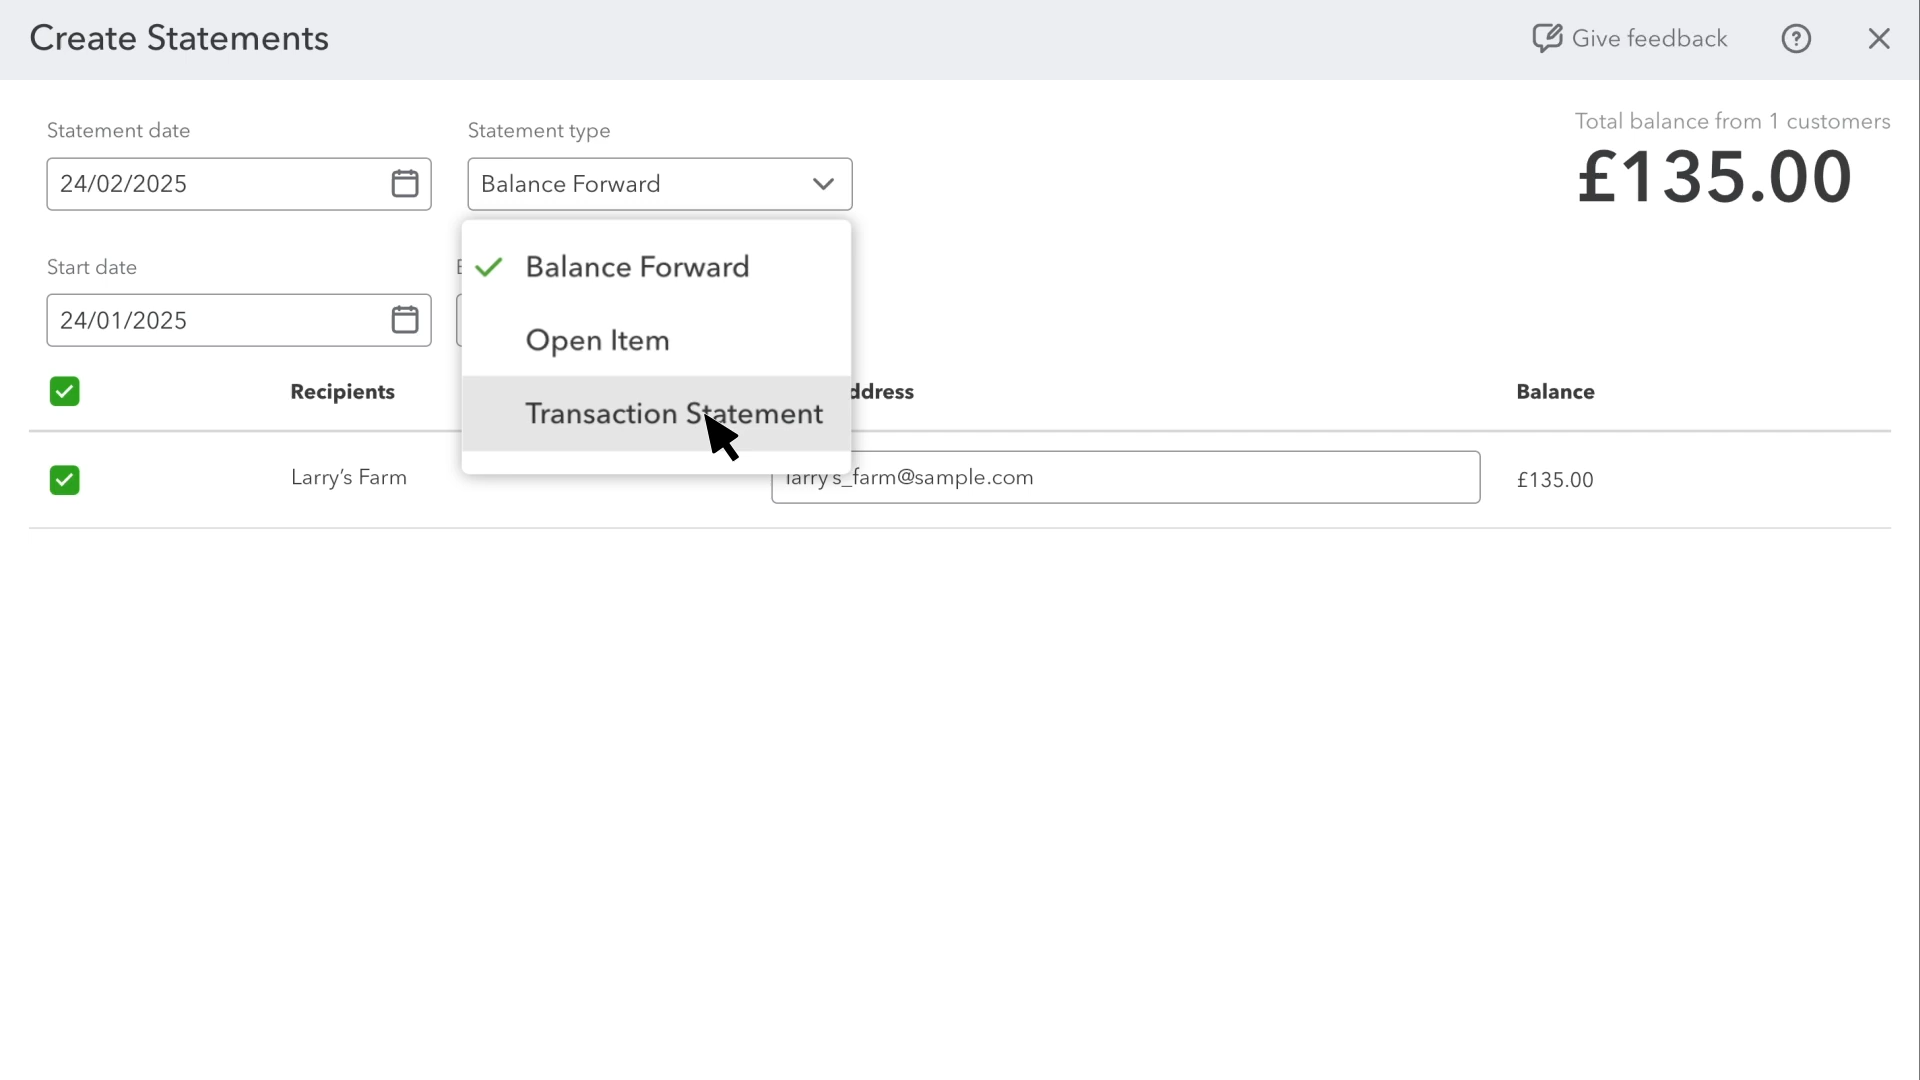 Create Statements
Give feedback
Statement date
Statement type
Total balance from 1 customers
24/02/2025
Balance Forward
£135.00
Start date
Balance Forward
24/01/2025
Open Item
Recipients
Balance
Transaction Statement
Larry's Farm
larry's_farm@sample.com
£135.00